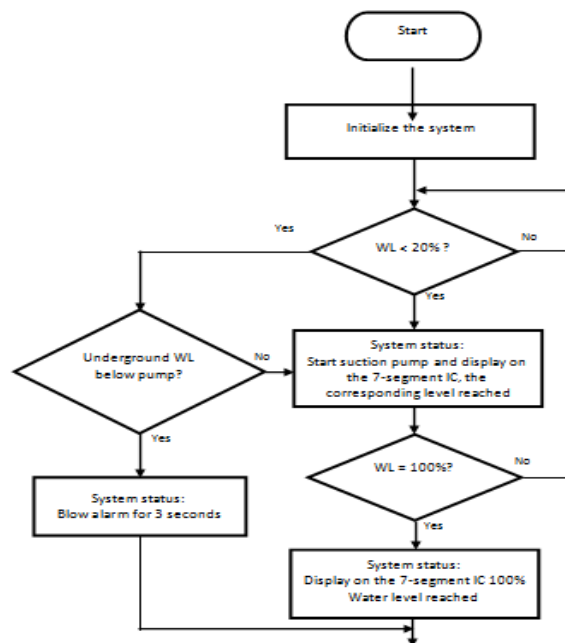 Start
Initialize the system
Yes
WL < 20% ?
No
Yes
Underground WL
below pump?
No
System status:
Start suction pump and display on
the 7-segment IC, the
corresponding level reached
Yes
WL = 100%?
No
System status:
Blow alarm for 3 seconds
Yes
System status:
Display on the 7-segment IC 100%
Water level reached